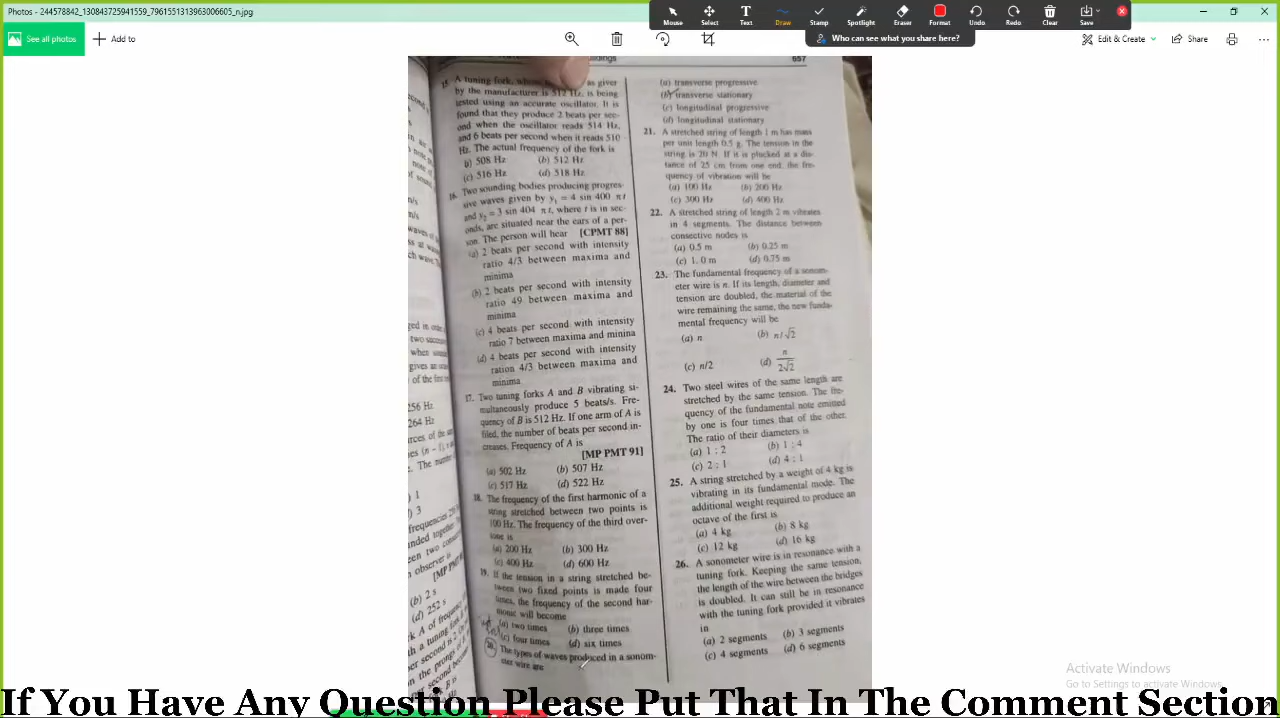 Photos - 244578842_130843725941559_7961551313963006605_n.jpg
Mouse Select Text Draw Stamp Spotlight Eraser Format Undo Redo Clear Save
Who can see what you share here?
See all photos
Add to
Edit & Create
Share
657
15. A tuning fork, as given
by the manufacturer is 512 Hz, is being
tested using an accurate oscillator. It is
found that they produce 2 beats per sec-
ond when the oscillator reads 514 Hz,
and 6 beats per second when it reads 510
Hz. The actual frequency of the fork is
508 Hz (b) 512 Hz
(c) 516 Hz (d) 518 Hz
16. Two sounding bodies producing progres-
sive waves given by y₁ = 4 sin 400 π t
and y₂ = 3 sin 404 π t, where t is in sec-
onds, are situated near the ears of a per-
son. The person will hear [CPMT 88]
(a) 2 beats per second with intensity
ratio 4/3 between maxima and
minima
(b) 2 beats per second with intensity
ratio 49 between maxima and
minima
(c) 4 beats per second with intensity
ratio 7 between maxima and minina
(d) 4 beats per second with intensity
ration 4/3 between maxima and
minima
17. Two tuning forks A and B vibrating si-
multaneously produce 5 beats/s. Fre-
quency of B is 512 Hz. If one arm of A is
filed, the number of beats per second in-
creases. Frequency of A is
[MP PMT 91]
(a) 502 Hz (b) 507 Hz
(c) 517 Hz (d) 522 Hz
18. The frequency of the first harmonic of a
string stretched between two points is
100 Hz. The frequency of the third over-
tone is
(a) 200 Hz (b) 300 Hz
(c) 400 Hz (d) 600 Hz
19. If the tension in a string stretched be-
tween two fixed points is made four
times, the frequency of the second har-
monic will become
(a) two times (b) three times
(c) four times (d) six times
20. The types of waves produced in a sonom-
eter wire are
(a) transverse progressive
(b) transverse stationary
(c) longitudinal progressive
(d) longitudinal stationary
21. A stretched string of length 1 m has mass
per unit length 0.5 g. The tension in the
string is 20 N. If it is plucked at a dis-
tance of 25 cm from one end, the fre-
quency of vibration will be
(a) 100 Hz (b) 200 Hz
(c) 300 Hz (d) 400 Hz
22. A stretched string of length 2 m vibrates
in 4 segments. The distance between
consective nodes is
(a) 0.5 m (b) 0.25 m
(c) 1.0 m (d) 0.75 m
23. The fundamental frequency of a sonom-
eter wire is n. If its length, diameter and
tension are doubled, the material of the
wire remaining the same, the new funda-
mental frequency will be
(a) n (b) n/√2
(c) n/2 (d) n/2√2
24. Two steel wires of the same length are
stretched by the same tension. The fre-
quency of the fundamental note emitted
by one is four times that of the other.
The ratio of their diameters is
(a) 1 : 2 (b) 1 : 4
(c) 2 : 1 (d) 4 : 1
25. A string stretched by a weight of 4 kg is
vibrating in its fundamental mode. The
additional weight required to produce an
octave of the first is
(a) 4 kg (b) 8 kg
(c) 12 kg (d) 16 kg
26. A sonometer wire is in resonance with a
tuning fork. Keeping the same tension,
the length of the wire between the bridges
is doubled. It can still be in resonance
with the tuning fork provided it vibrates
in
(a) 2 segments (b) 3 segments
(c) 4 segments (d) 6 segments
Activate Windows
Go to Settings to activate Windows.
If You Have Any Question Please Put That In The Comment Section